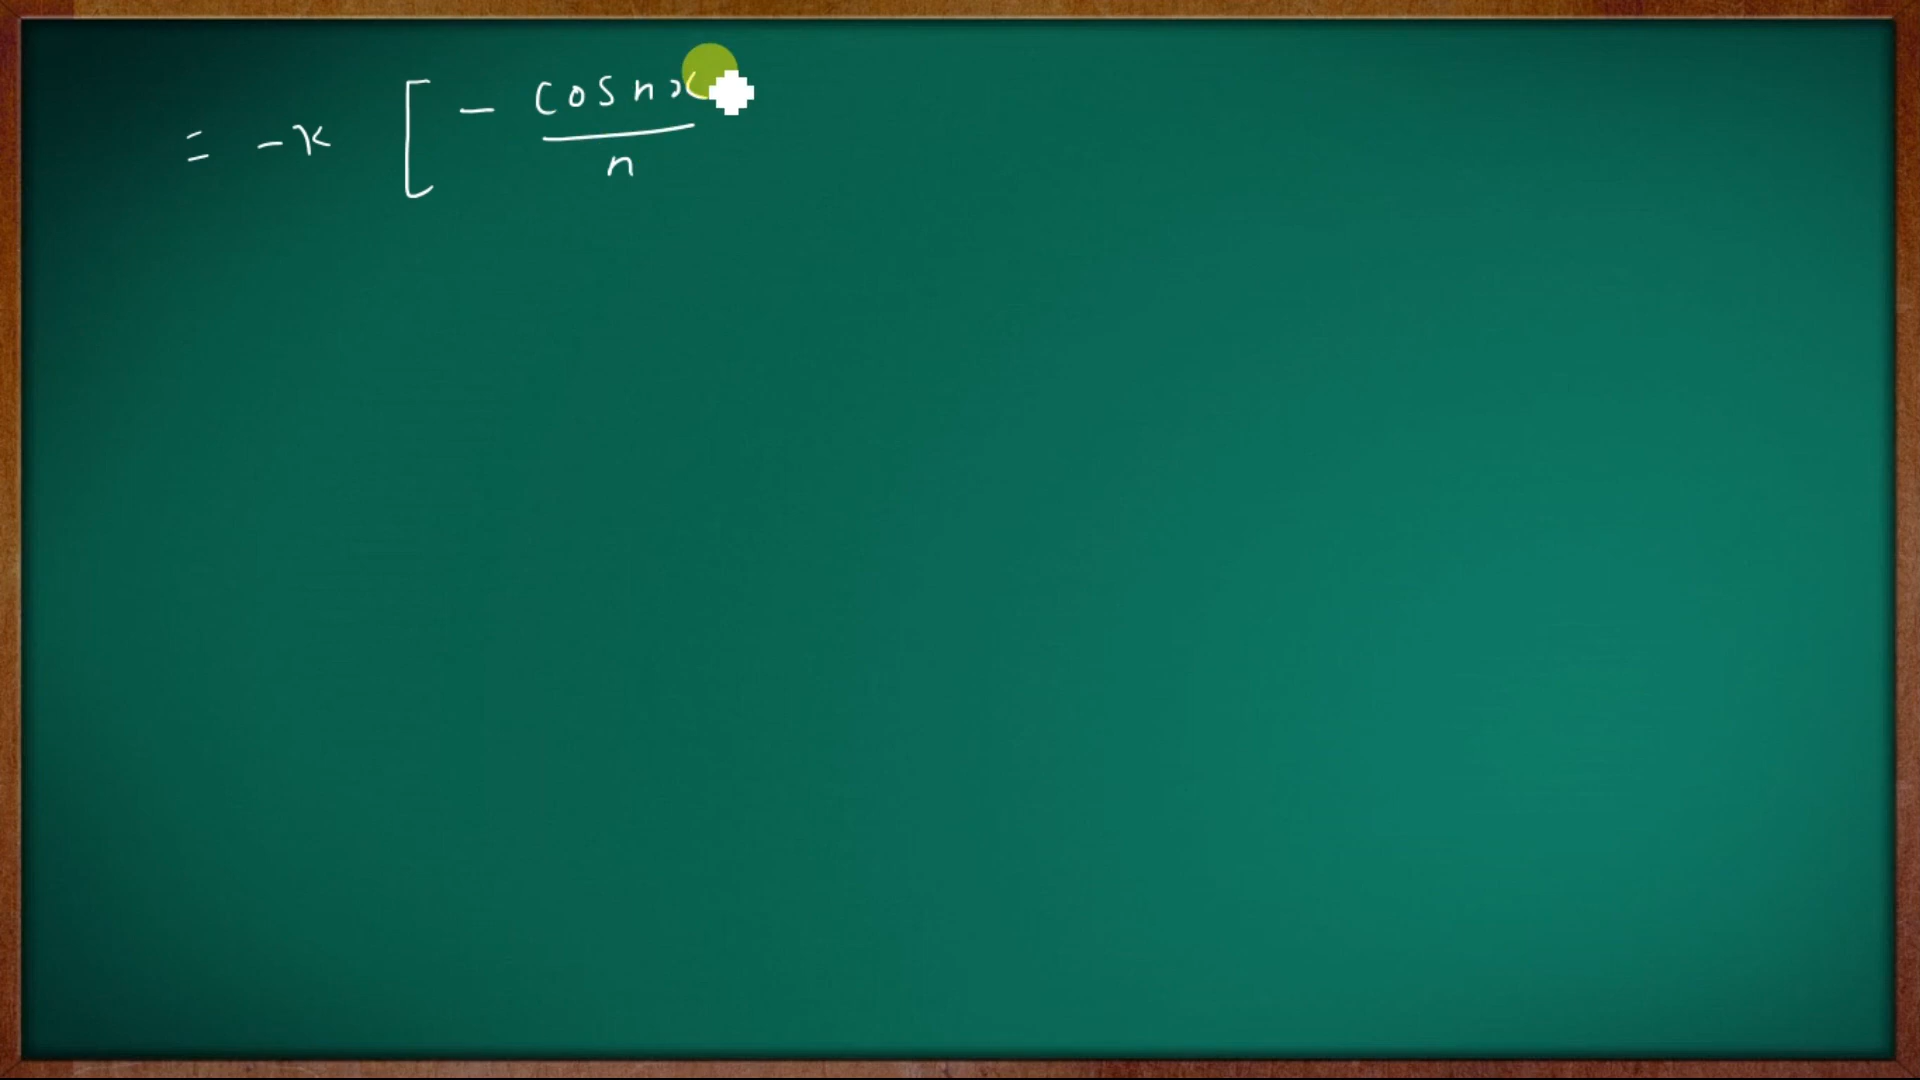 = -k [ - cos nx / n